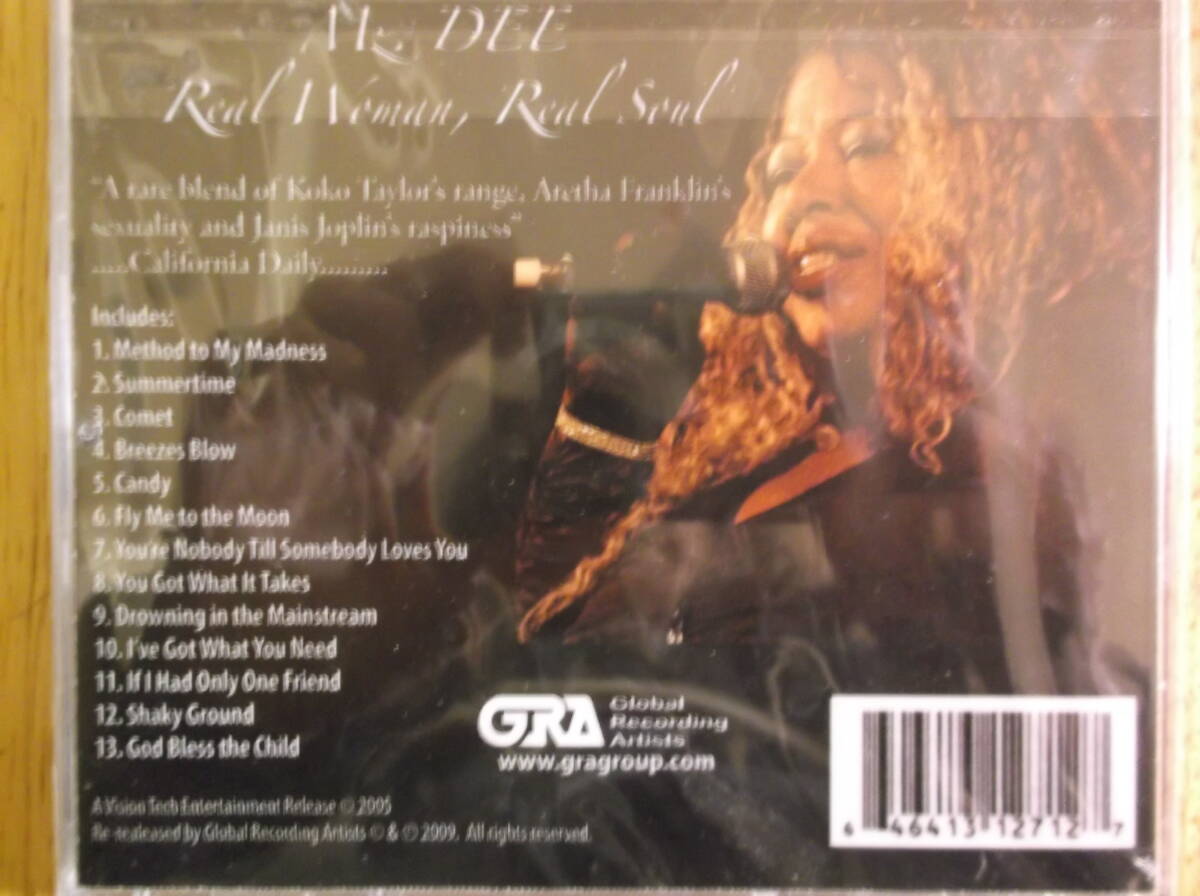 Ms. DEE
Real Woman, Real Soul
"A rare blend of Koko Taylor's range, Aretha Franklin's
sexuality and Janis Joplin's raspiness"
.....California Daily..........
Includes:
1. Method to My Madness
2. Summertime
3. Comet
4. Breezes Blow
5. Candy
6. Fly Me to the Moon
7. You're Nobody Till Somebody Loves You
8. You Got What It Takes
9. Drowning in the Mainstream
10. I've Got What You Need
11. If I Had Only One Friend
12. Shaky Ground
13. God Bless the Child
GRA Global
Recording
Artists
www.gragroup.com
A Vision Tech Entertainment Release © 2005
Re-sealeased by Global Recording Artists © & ℗ 2009. All rights reserved.
6 46413 12712 7